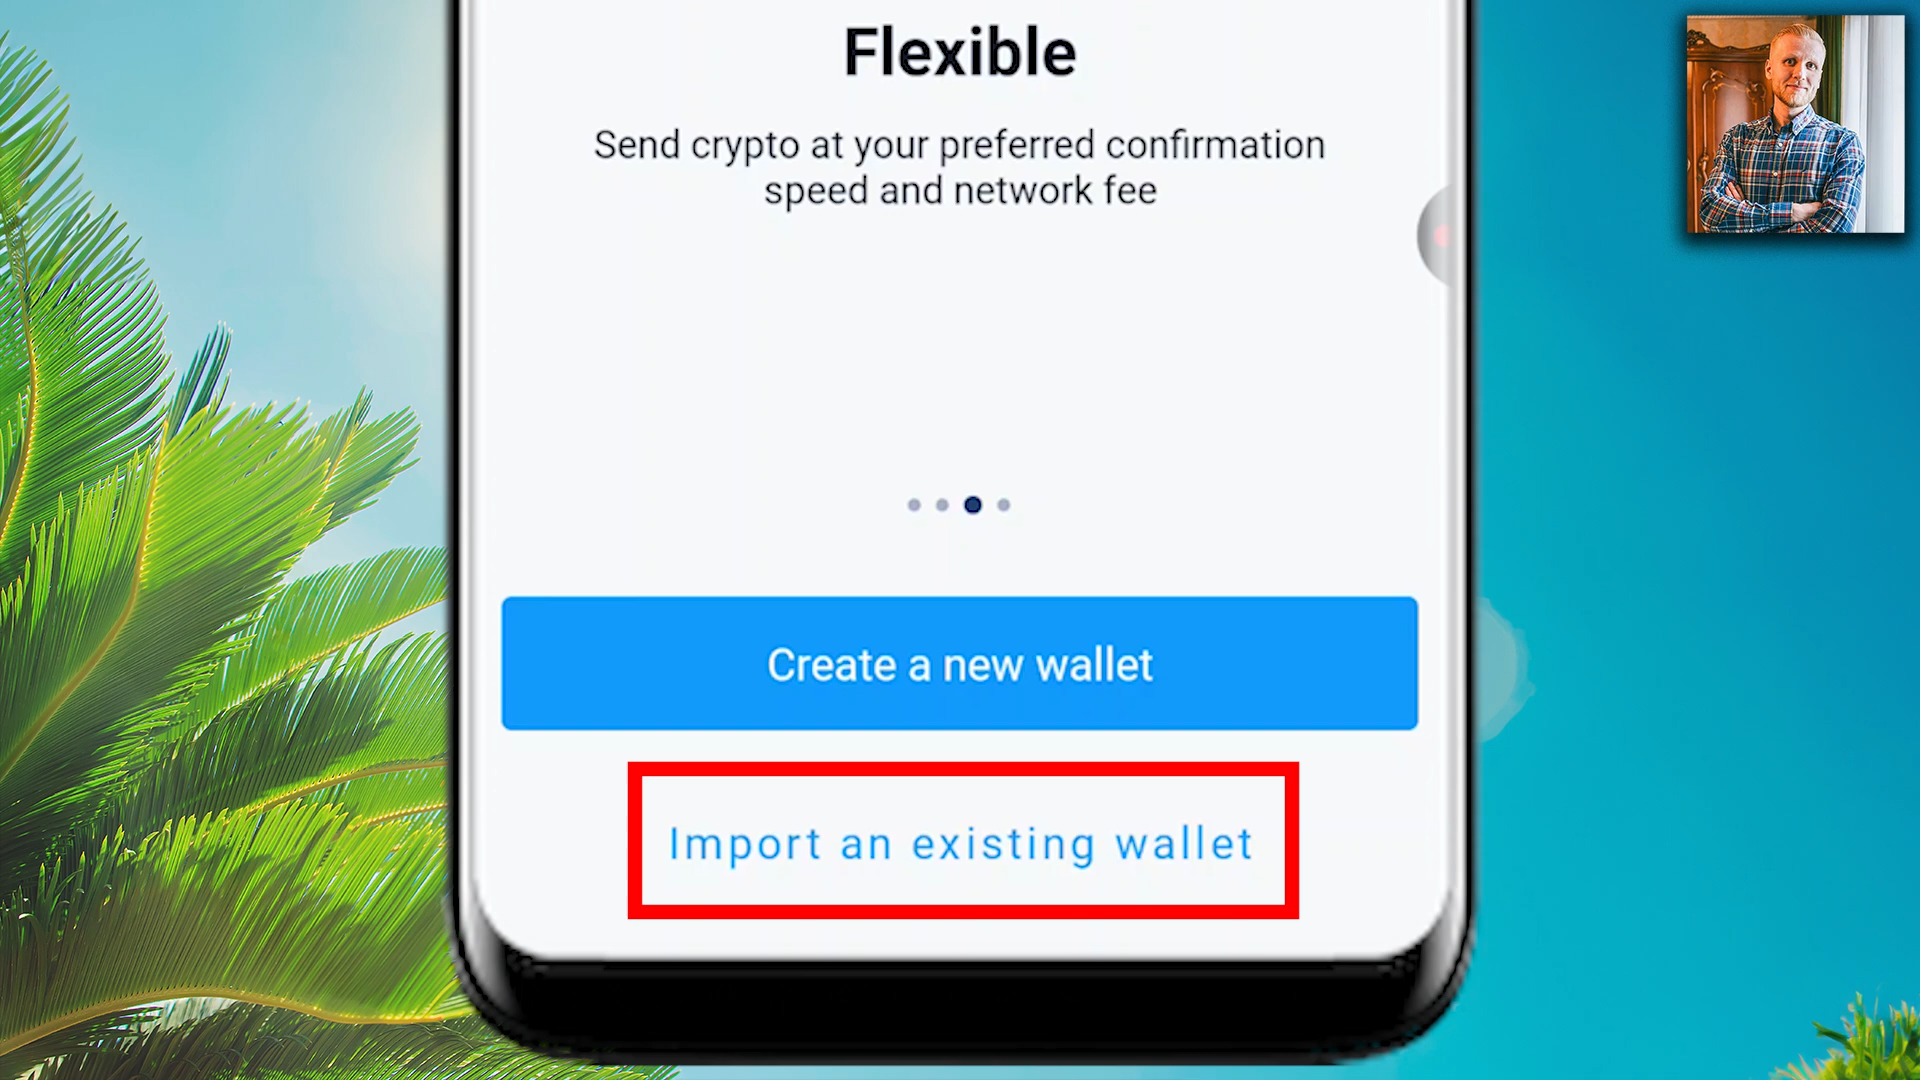 Flexible
Send crypto at your preferred confirmation
speed and network fee
Create a new wallet
Import an existing wallet